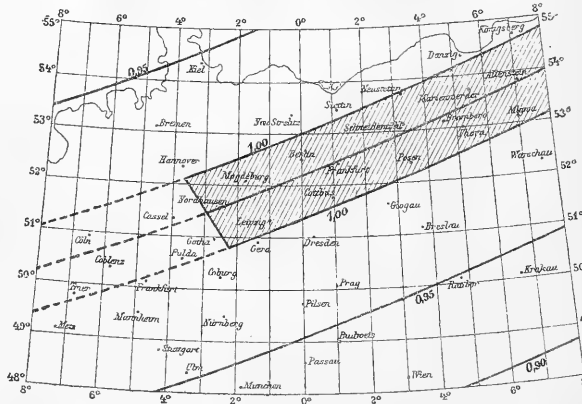 8° 6° 4° 2° 0° 2° 4° 6° 8°
55°
55°
Königsberg
0,95
Kiel
Danzig
54°
54°
Allenstein
Neustettin
Marienwerder
Stettin
53°
Bremen
Neu Strelitz
Schneidemühl
Bromberg
Mlawa
53°
1,00
Thorn
Berlin
Hannover
Frankfurt
Posen
Warschau
52°
52°
Magdeburg
Cottbus
Nordhausen
1,00
Glogau
51°
Cassel
Leipzig
Breslau
51°
Cöln
Gotha
Gera
Dresden
Coblenz
Fulda
50°
Coburg
Prag
Ratibor
Krakau
50°
Trier
Frankfurt
0,95
Pilsen
49°
Metz
Mannheim
Nürnberg
Budweis
49°
Stuttgart
Passau
0,90
48°
Ulm
München
Wien
8° 6° 4° 2° 0° 2° 4° 6°